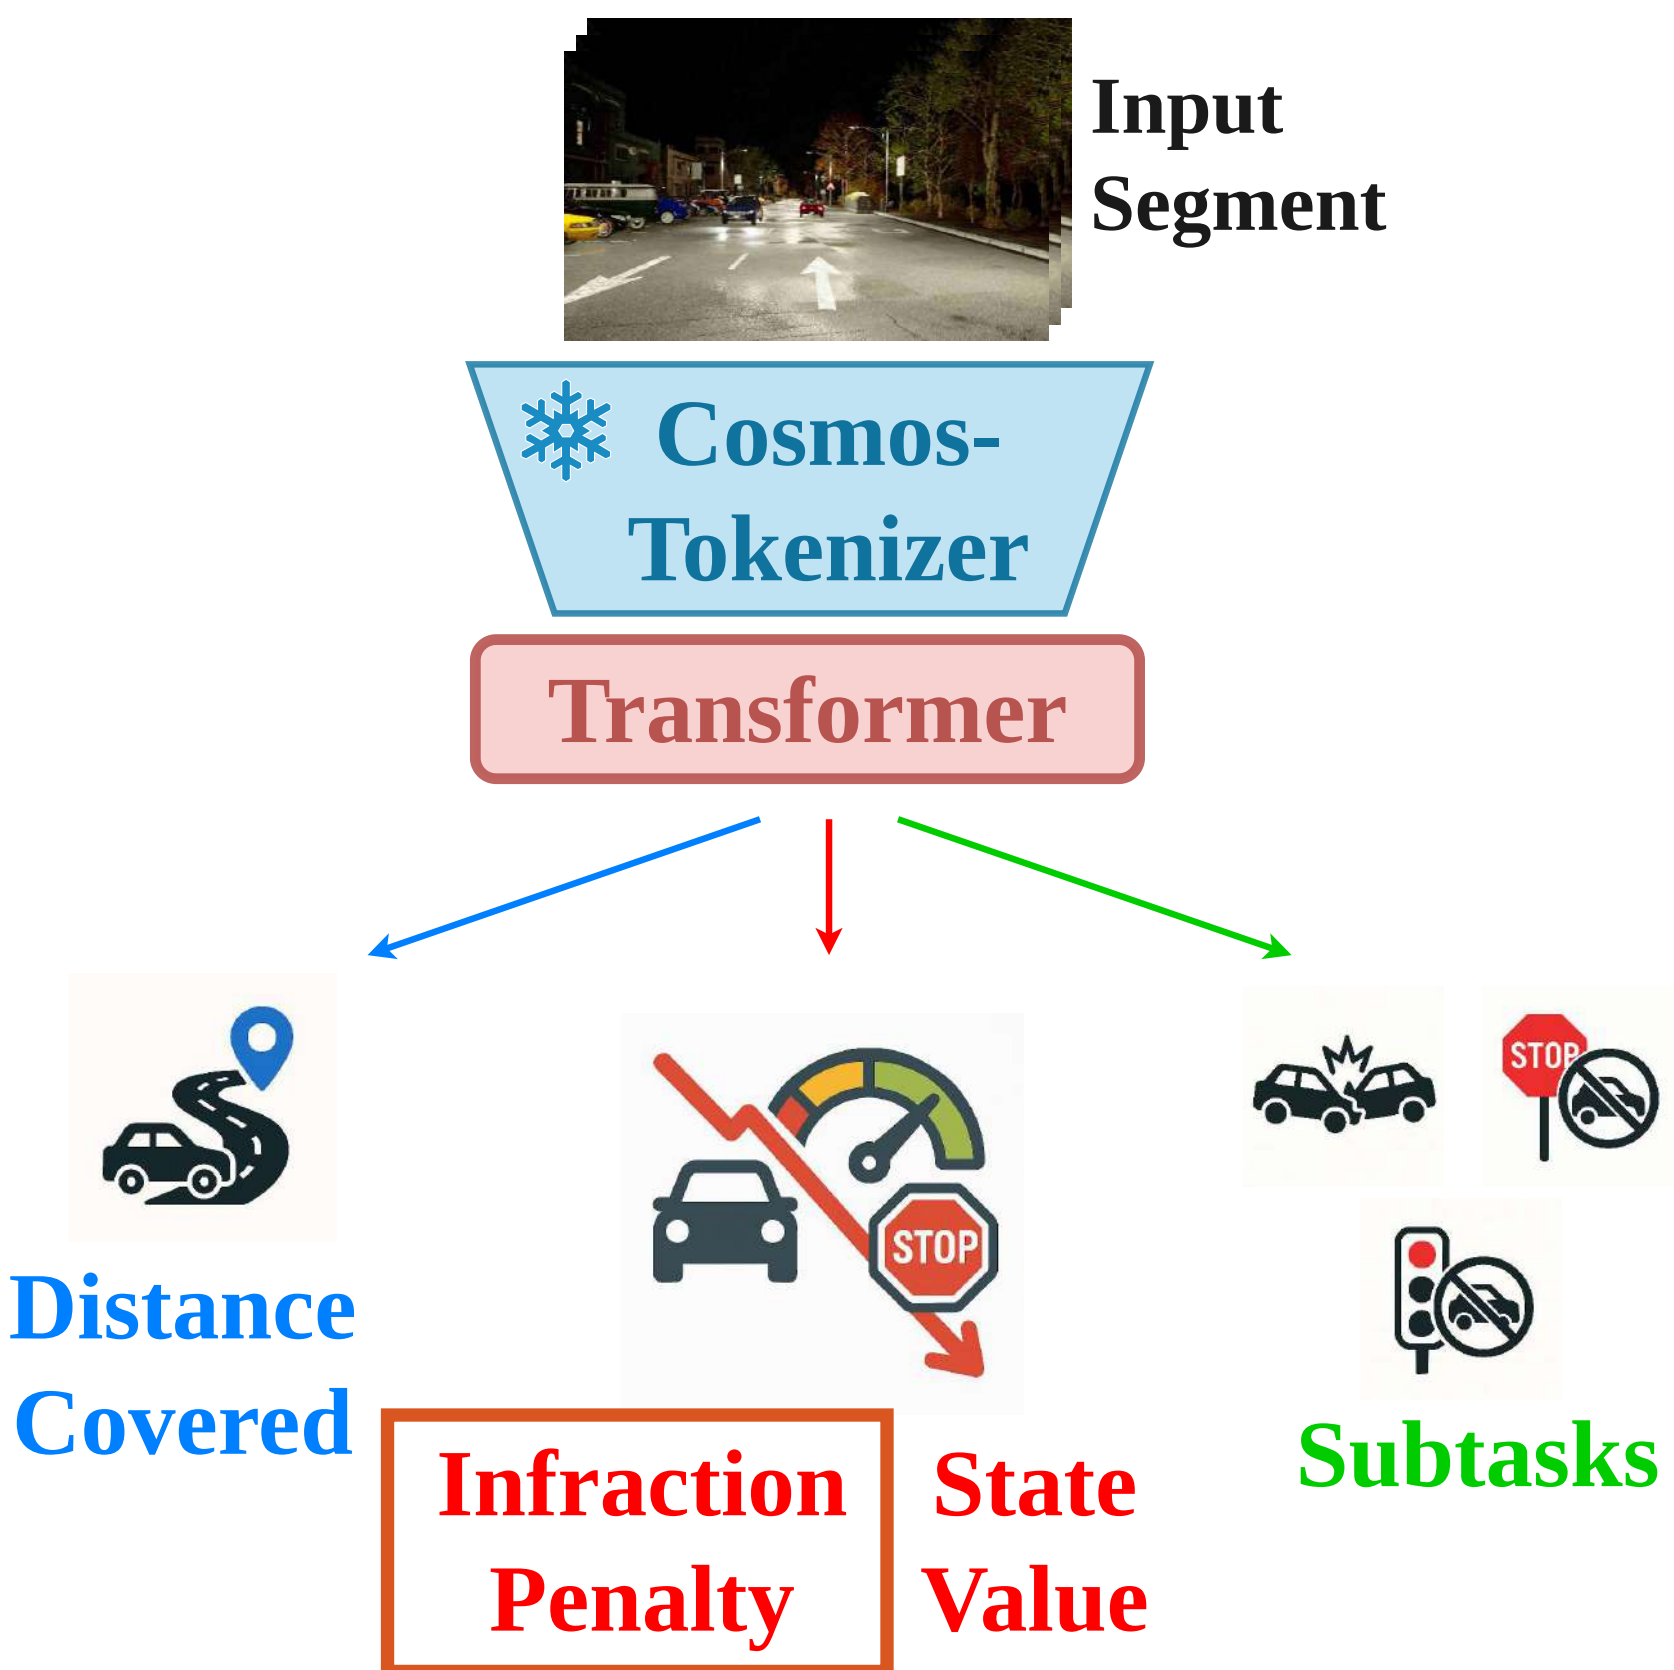 Input
Segment
Cosmos-
Tokenizer
Transformer
STOP
STOP
Distance
Covered
Infraction
Penalty
State
Value
Subtasks